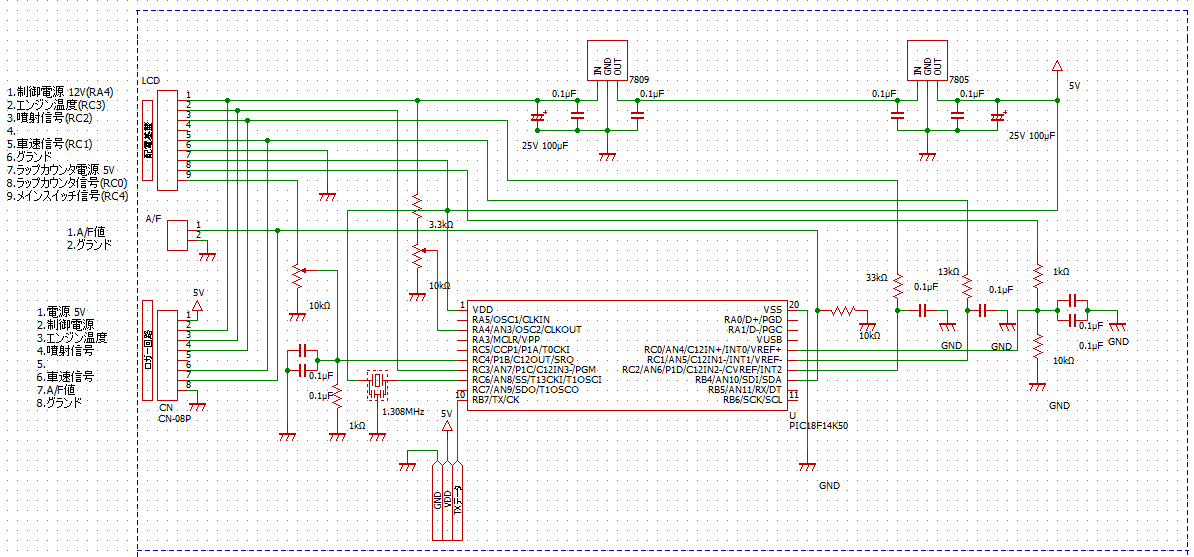 7809
IN
GND
OUT
7805
IN
GND
OUT
5V
LCD
1.制御電源 12V(RA4)
2.エンジン温度(RC3)
3.噴射信号(RC2)
4.
5.車速信号(RC1)
6.グランド
7.ラップカウンタ電源 5V
8.ラップカウンタ信号(RC0)
9.メインスイッチ信号(RC4)
配電基盤
1
2
3
4
5
6
7
8
9
0.1μF
0.1μF
25V 100μF
0.1μF
0.1μF
25V 100μF
A/F
1.A/F値
2.グランド
1
2
3.3kΩ
10kΩ
10kΩ
33kΩ
0.1μF
GND
13kΩ
0.1μF
GND
1kΩ
0.1μF
0.1μF
GND
10kΩ
GND
5V
1.電源 5V
2.制御電源
3.エンジン温度
4.噴射信号
5.
6.車速信号
7.A/F値
8.グランド
ロガー回路
1
2
3
4
5
6
7
8
CN
CN-08P
0.1μF
0.1μF
1kΩ
1.308MHz
1
10
VDD
RA5/OSC1/CLKIN
RA4/AN3/OSC2/CLKOUT
RA3/MCLR/VPP
RC5/CCP1/P1A/T0CKI
RC4/P1B/C12OUT/SRQ
RC3/AN7/P1C/C12IN3-/PGM
RC6/AN8/SS/T13CKI/T1OSCI
RC7/AN9/SDO/T1OSCO
RB7/TX/CK
20
11
VSS
RA0/D+/PGD
RA1/D-/PGC
VUSB
RC0/AN4/C12IN+/INT0/VREF+
RC1/AN5/C12IN1-/INT1/VREF-
RC2/AN6/P1D/C12IN2-/CVREF/INT2
RB4/AN10/SDI/SDA
RB5/AN11/RX/DT
RB6/SCK/SCL
U
PIC18F14K50
10kΩ
GND
5V
GND
VDD
TXデータ